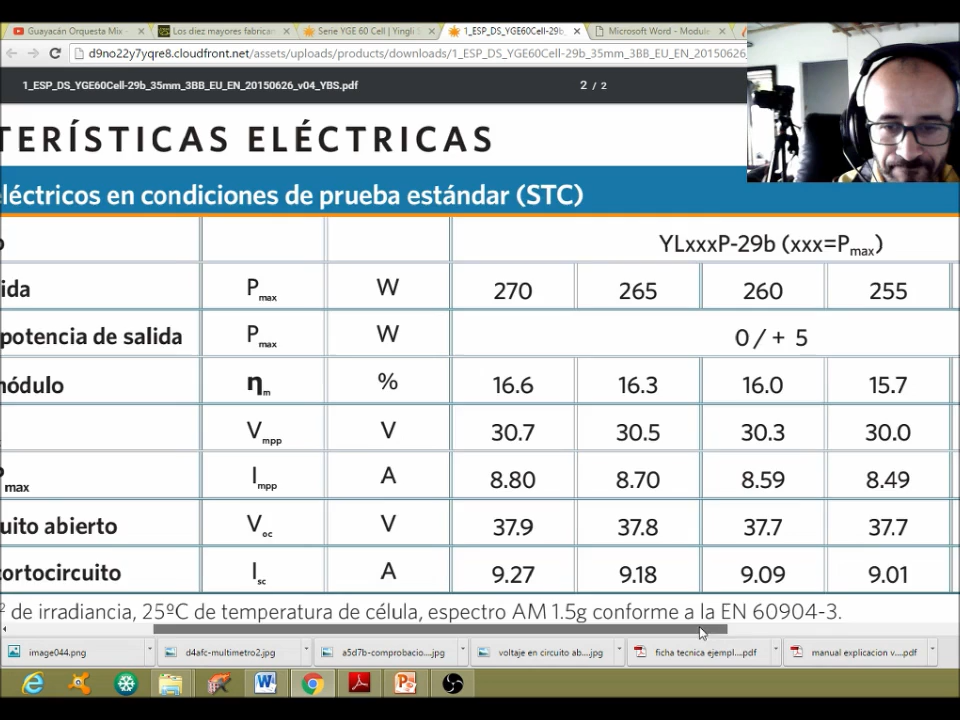 Guayacán Orquesta Mix -
Los diez mayores fabrican
Serie YGE 60 Cell | Yingli S
1_ESP_DS_YGE60Cell-29b_
Microsoft Word - Module
d9no22y7yqre8.cloudfront.net/assets/uploads/products/downloads/1_ESP_DS_YGE60Cell-29b_35mm_3BB_EU_EN_2015062
1_ESP_DS_YGE60Cell-29b_35mm_3BB_EU_EN_20150626_v04_YBS.pdf
2 / 2
TERÍSTICAS ELÉCTRICAS
eléctricos en condiciones de prueba estándar (STC)
o YLxxxP-29b (xxx=Pmax)
ida Pmax W 270 265 260 255
potencia de salida Pmax W 0 / + 5
módulo ηm % 16.6 16.3 16.0 15.7
Vmpp V 30.7 30.5 30.3 30.0
Pmax Impp A 8.80 8.70 8.59 8.49
uito abierto Voc V 37.9 37.8 37.7 37.7
cortocircuito Isc A 9.27 9.18 9.09 9.01
² de irradiancia, 25ºC de temperatura de célula, espectro AM 1.5g conforme a la EN 60904-3.
image044.png
d4afc-multimetro2.jpg
a5d7b-comprobacio....jpg
voltaje en circuito ab....jpg
ficha tecnica ejempl....pdf
manual explicacion v....pdf